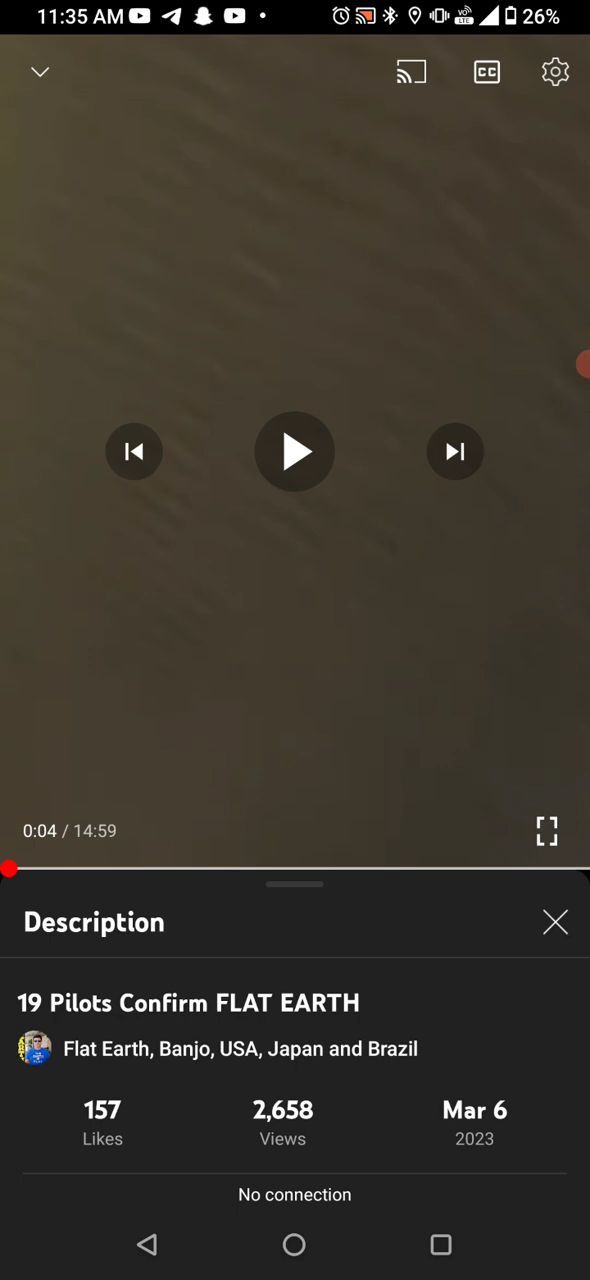 11:35 AM 26%
CC
0:04 / 14:59
Description
19 Pilots Confirm FLAT EARTH
Flat Earth, Banjo, USA, Japan and Brazil
157 2,658 Mar 6
Likes Views 2023
No connection